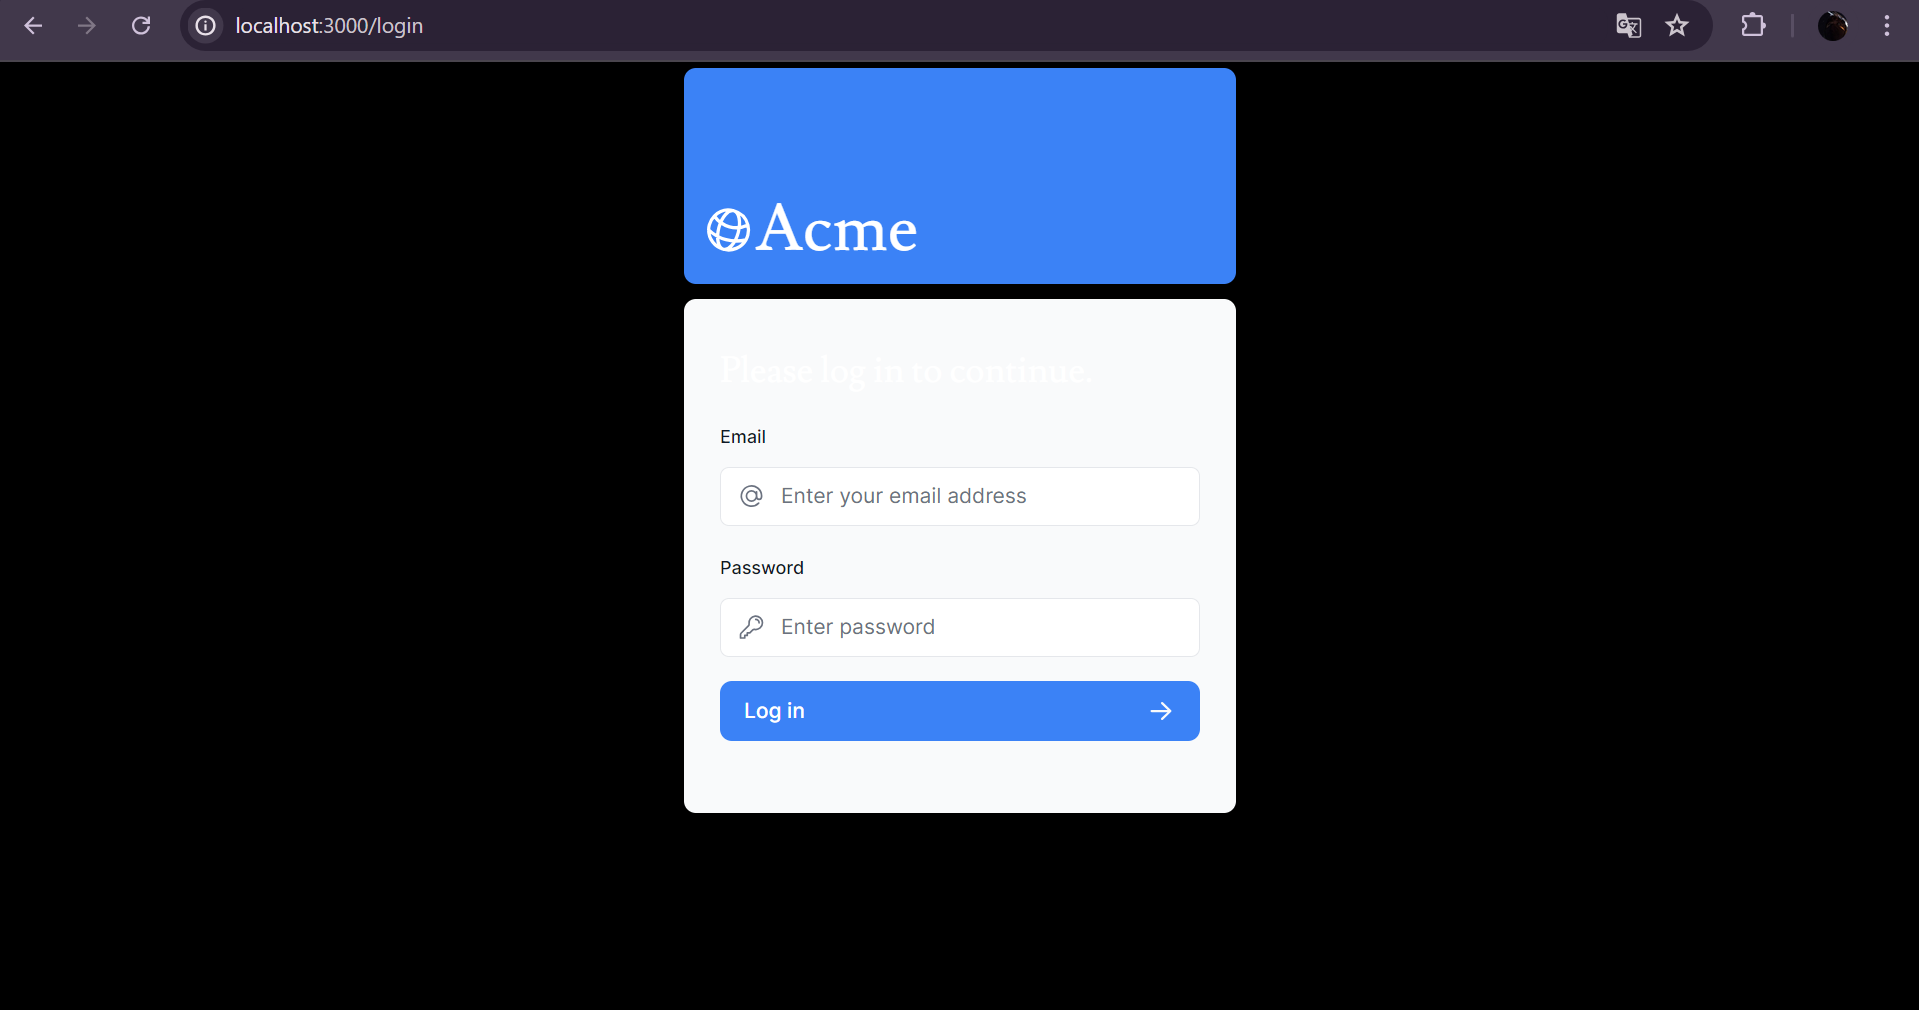 localhost:3000/login
Acme
Please log in to continue.
Email
Enter your email address
Password
Enter password
Log in